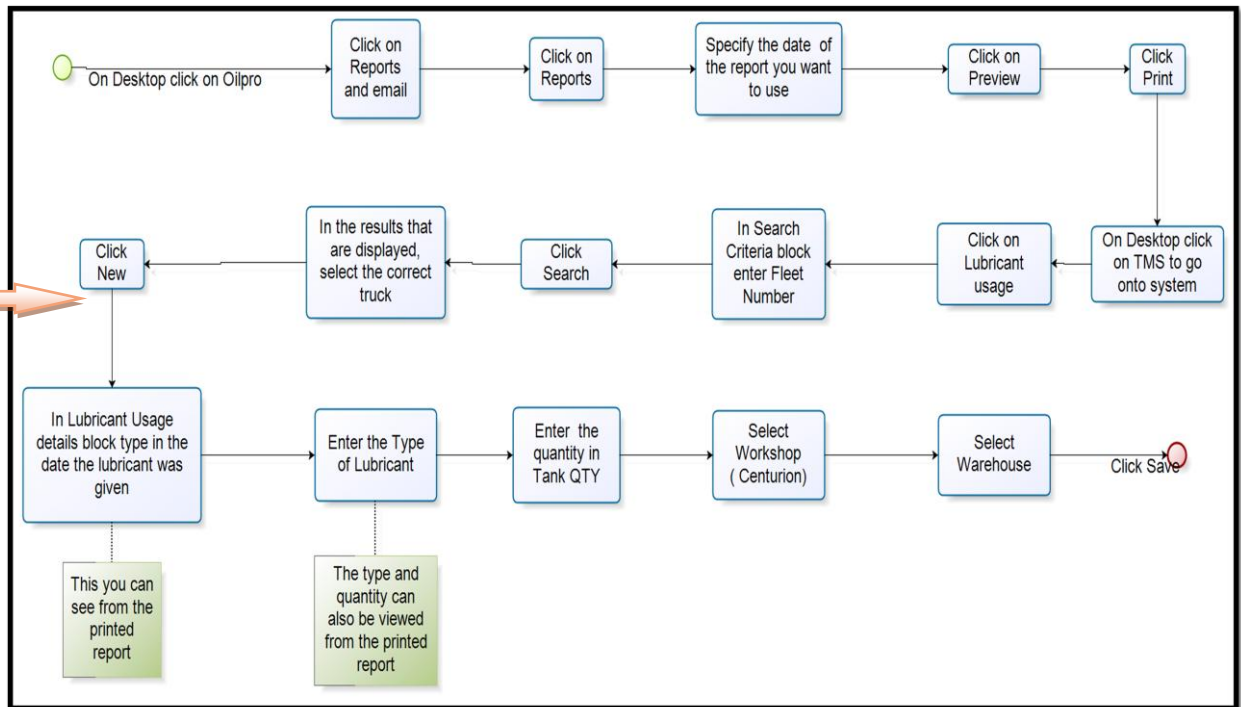 On Desktop click on Oilpro
Click on
Reports
and email
Click on
Reports
Specify the date of
the report you want
to use
Click on
Preview
Click
Print
On Desktop click
on TMS to go
onto system
Click on
Lubricant
usage
In Search
Criteria block
enter Fleet
Number
Click
Search
In the results that
are displayed,
select the correct
truck
Click
New
In Lubricant Usage
details block type in the
date the lubricant was
given
This you can
see from the
printed
report
Enter the Type
of Lubricant
The type and
quantity can
also be viewed
from the printed
report
Enter the
quantity in
Tank QTY
Select
Workshop
( Centurion)
Select
Warehouse
Click Save